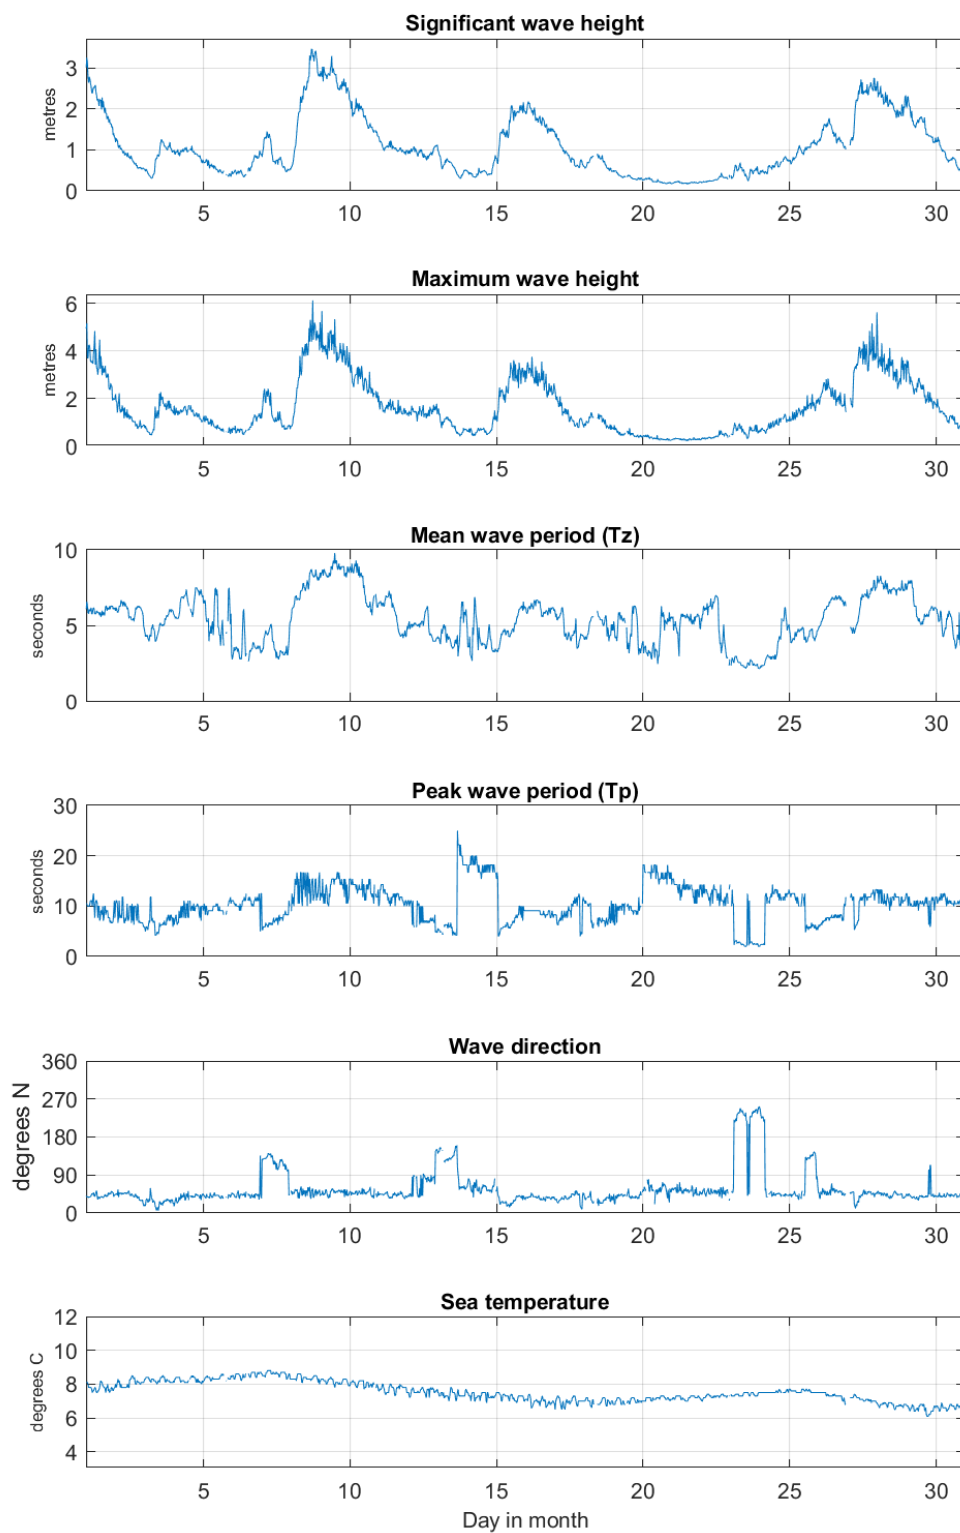 Significant wave height
metres
3
2
1
0
5 10 15 20 25 30
Maximum wave height
metres
6
4
2
0
5 10 15 20 25 30
Mean wave period (Tz)
seconds
10
5
0
5 10 15 20 25 30
Peak wave period (Tp)
seconds
30
20
10
0
5 10 15 20 25 30
Wave direction
degrees N
360
270
180
90
0
5 10 15 20 25 30
Sea temperature
degrees C
12
10
8
6
4
5 10 15 20 25 30
Day in month